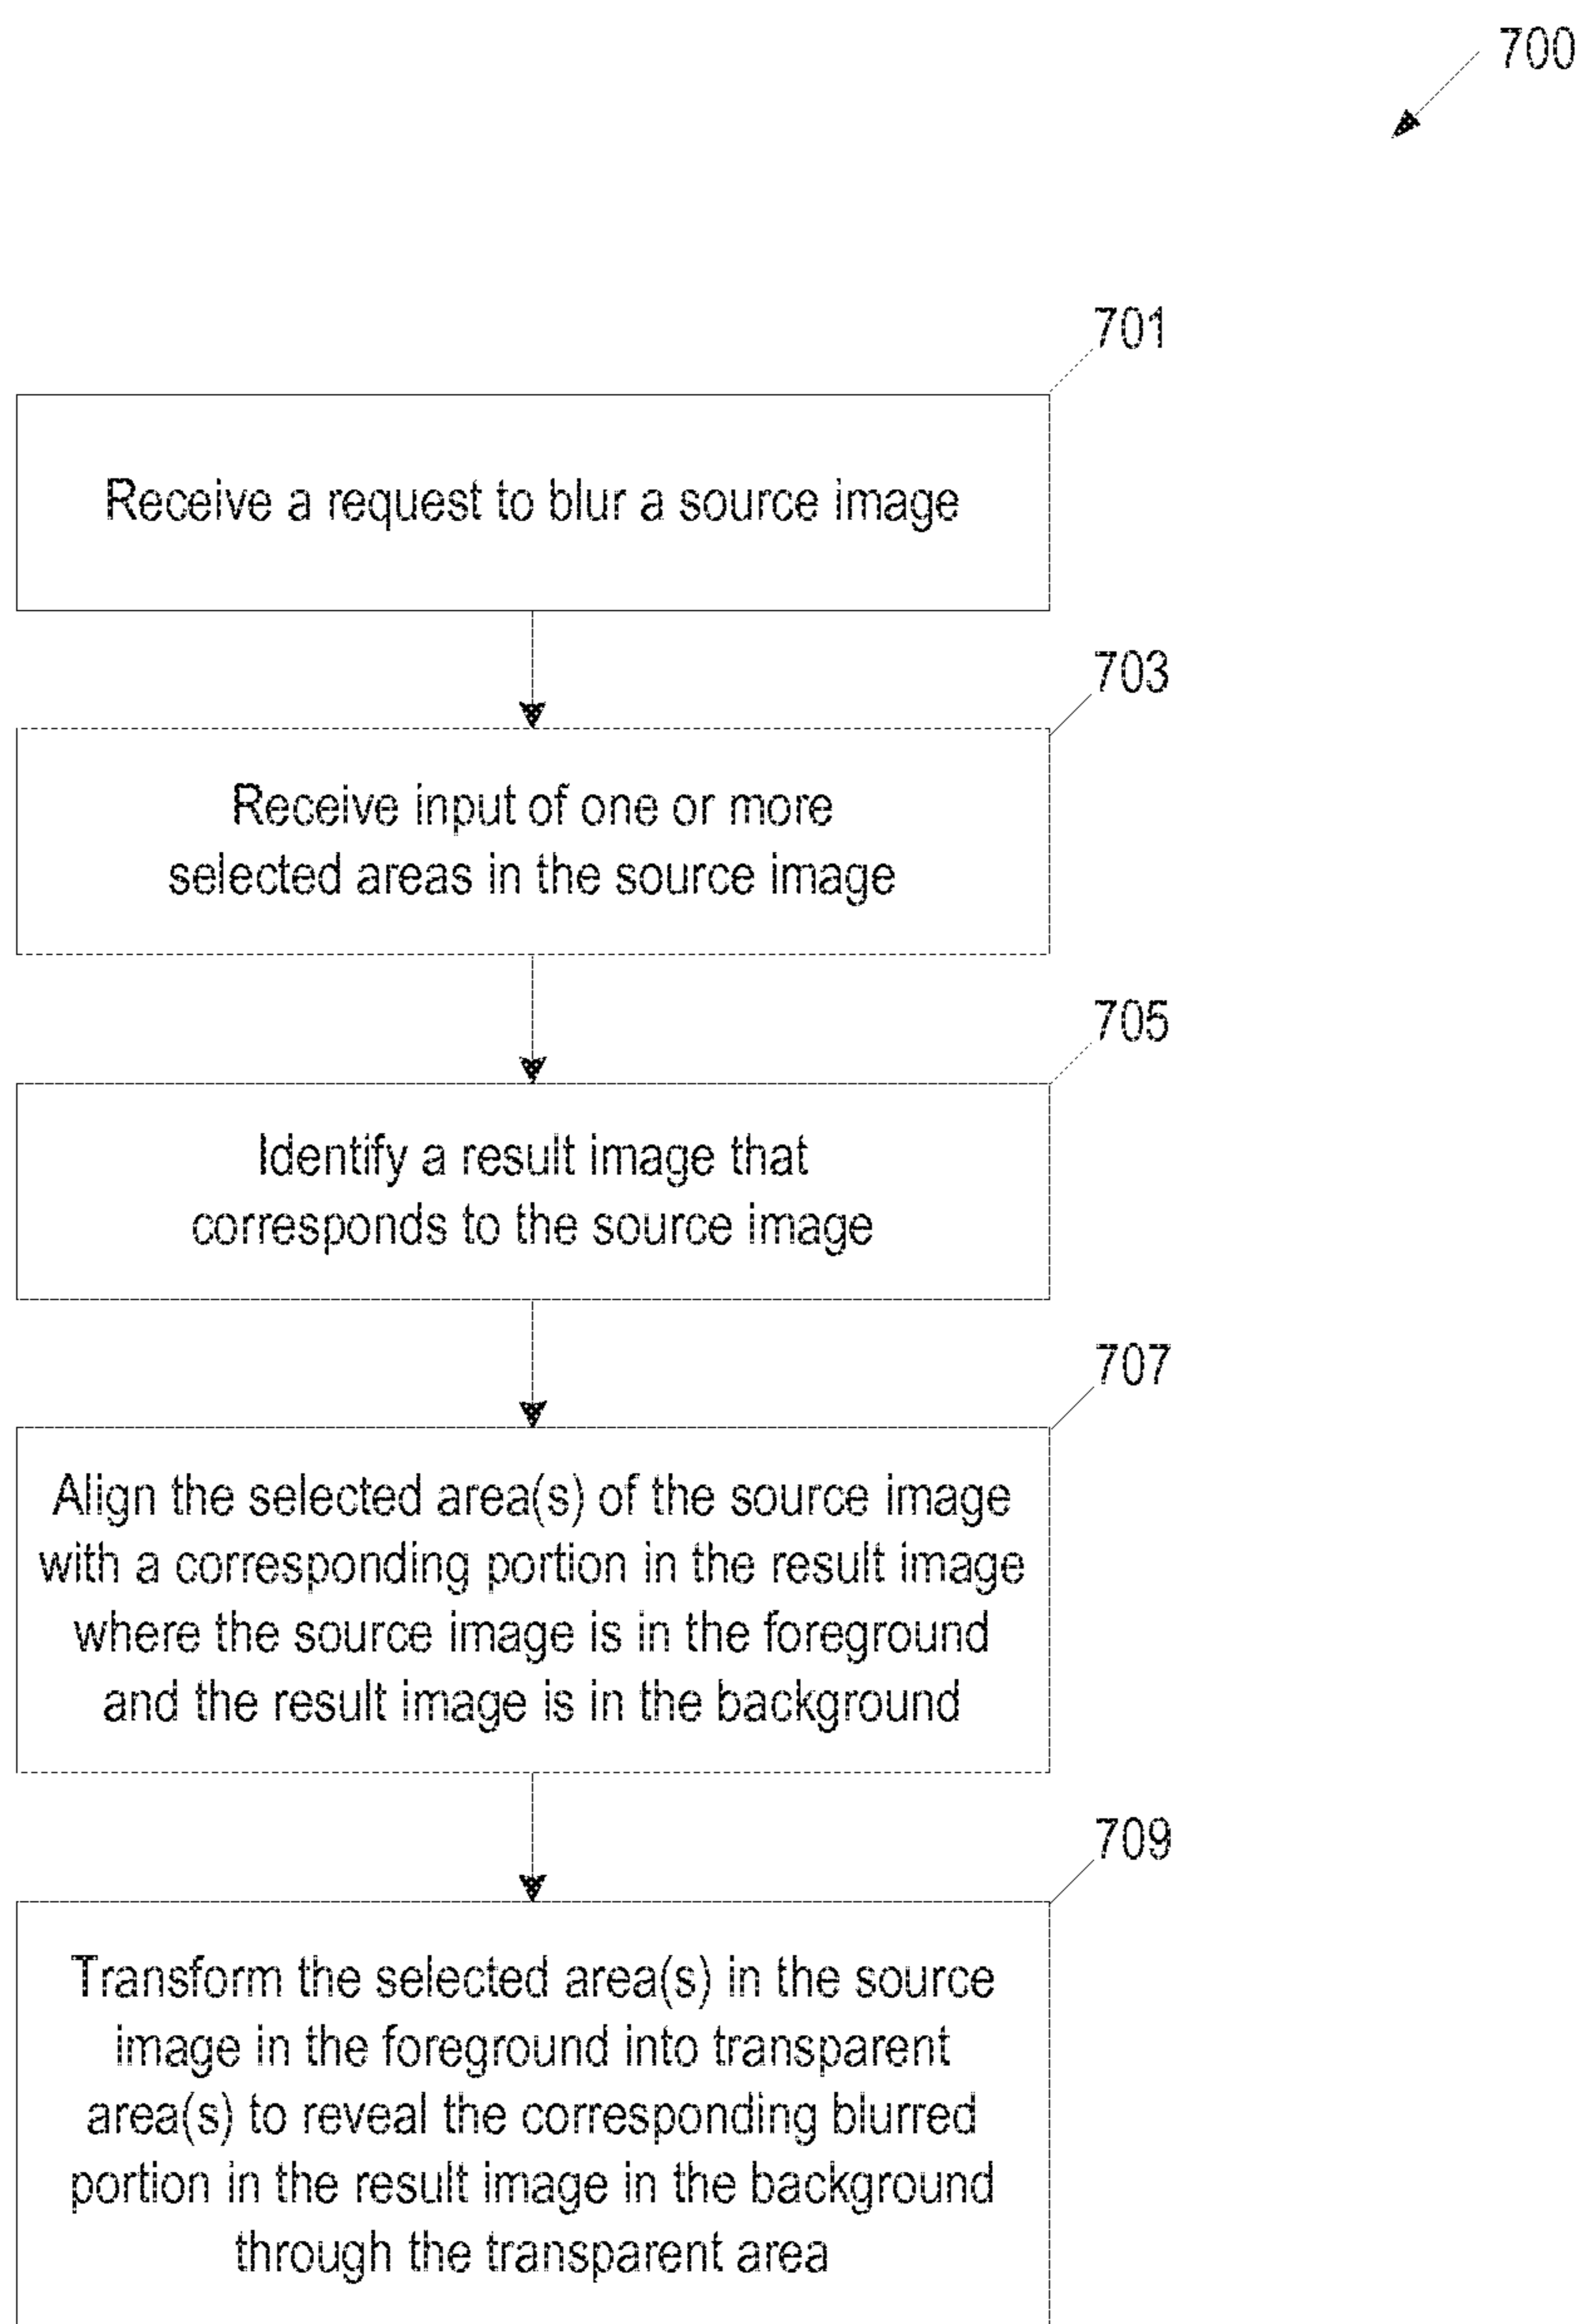 700
701
Receive a request to blur a source image
703
Receive input of one or more
selected areas in the source image
705
Identify a result image that
corresponds to the source image
707
Align the selected area(s) of the source image
with a corresponding portion in the result image
where the source image is in the foreground
and the result image is in the background
709
Transform the selected area(s) in the source
image in the foreground into transparent
area(s) to reveal the corresponding blurred
portion in the result image in the background
through the transparent area